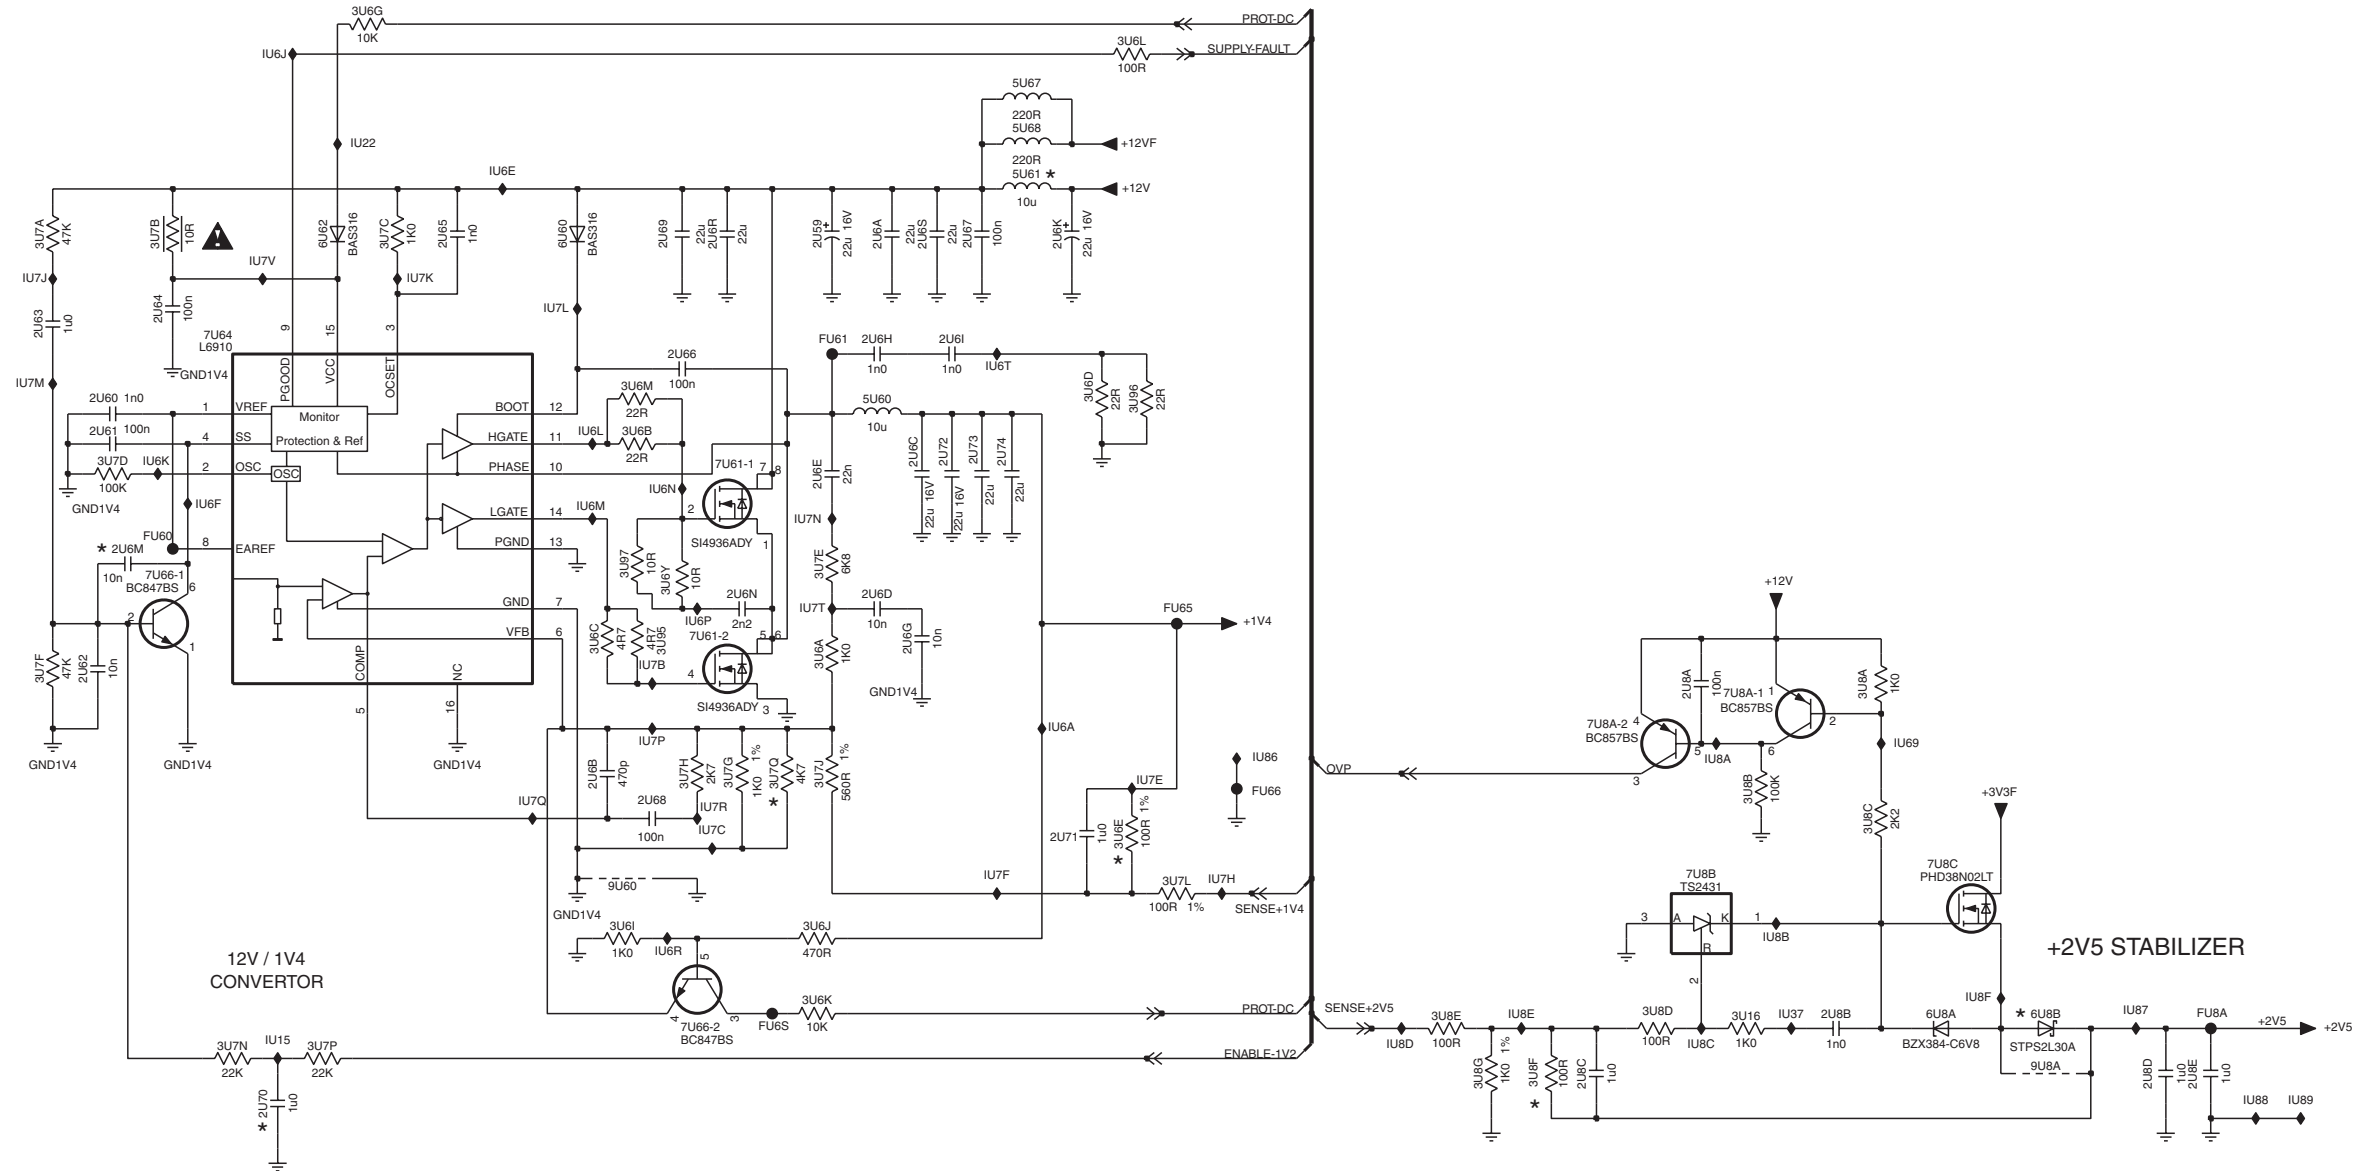 3U6G
10K
PROT-DC
IU6J
3U6L
100R
SUPPLY-FAULT
5U67
220R
5U68
IU22
+12VF
IU6E
220R
5U61 *
10u
+12V
3U7A
47K
3U7B
10R
6U62
BAS316
3U7C
1K0
2U65
1n0
6U60
BAS316
2U69
22u
2U6R
22u
2U59
22u 16V
2U6A
22u
2U6S
22u
2U67
100n
2U6K
22u 16V
IU7J
IU7V
IU7K
2U63
1u0
2U64
100n
IU7L
9
15
3
7U64
L6910
GND1V4
IU7M
PGOOD
VCC
OCSET
2U66
100n
FU61
2U6H
1n0
2U6I
1n0
IU6T
3U6D
22R
3U96
22R
2U60 1n0
1
VREF
Monitor
Protection & Ref
BOOT
12
3U6M
22R
5U60
10u
2U61 100n
4
SS
HGATE
11
IU6L
3U6B
22R
3U7D
100K
IU6K
2
OSC
OSC
PHASE
10
7U61-1
7
8
2U6E
22n
2U6C
22u 16V
2U72
22u 16V
2U73
22u
2U74
22u
GND1V4
IU6F
IU6N
2
SI4936ADY
1
LGATE
14
IU6M
IU7N
FU60
8
EAREF
PGND
13
* 2U6M
10n
7U66-1
BC847BS
6
2
1
3U97
10R
3U6Y
10R
3U7E
6K8
GND
7
2U6N
2n2
IU6P
IU7T
2U6D
10n
2U6G
10n
VFB
6
3U6C
4R7
4R7
3U95
7U61-2
5
6
3U6A
1K0
IU7B
4
SI4936ADY
3
GND1V4
FU65
+1V4
3U7F
47K
2U62
10n
COMP
NC
5
16
GND1V4
GND1V4
GND1V4
IU7P
IU6A
2U6B
470p
3U7H
2K7
3U7G
1K0 1%
3U7Q
4K7
*
3U7J
560R 1%
IU7Q
2U68
100n
IU7R
IU7C
IU7E
2U71
1u0
3U6E
100R 1%
*
IU86
FU66
9U60
GND1V4
IU7F
3U7L
100R 1%
IU7H
SENSE+1V4
3U6I
1K0
IU6R
3U6J
470R
5
4
3
7U66-2
BC847BS
FU6S
3U6K
10K
PROT-DC
12V / 1V4
CONVERTOR
3U7N
22K
IU15
3U7P
22K
ENABLE-1V2
2U70
1u0
*
+12V
2U8A
100n
7U8A-1
BC857BS
1
2
6
3U8A
1K0
7U8A-2
BC857BS
4
5
3
IU8A
IU69
OVP
3U8B
100K
3U8C
2K2
+3V3F
7U8C
PHD38N02LT
7U8B
TS2431
3
A
K
1
R
2
IU8B
+2V5 STABILIZER
SENSE+2V5
IU8D
3U8E
100R
IU8E
3U8D
100R
IU8C
3U16
1K0
IU37
2U8B
1n0
6U8A
BZX384-C6V8
IU8F
* 6U8B
STPS2L30A
9U8A
IU87
FU8A
+2V5
+2V5
3U8G
1K0 1%
3U8F
100R
*
2U8C
1u0
2U8D
1u0
2U8E
1u0
IU88
IU89